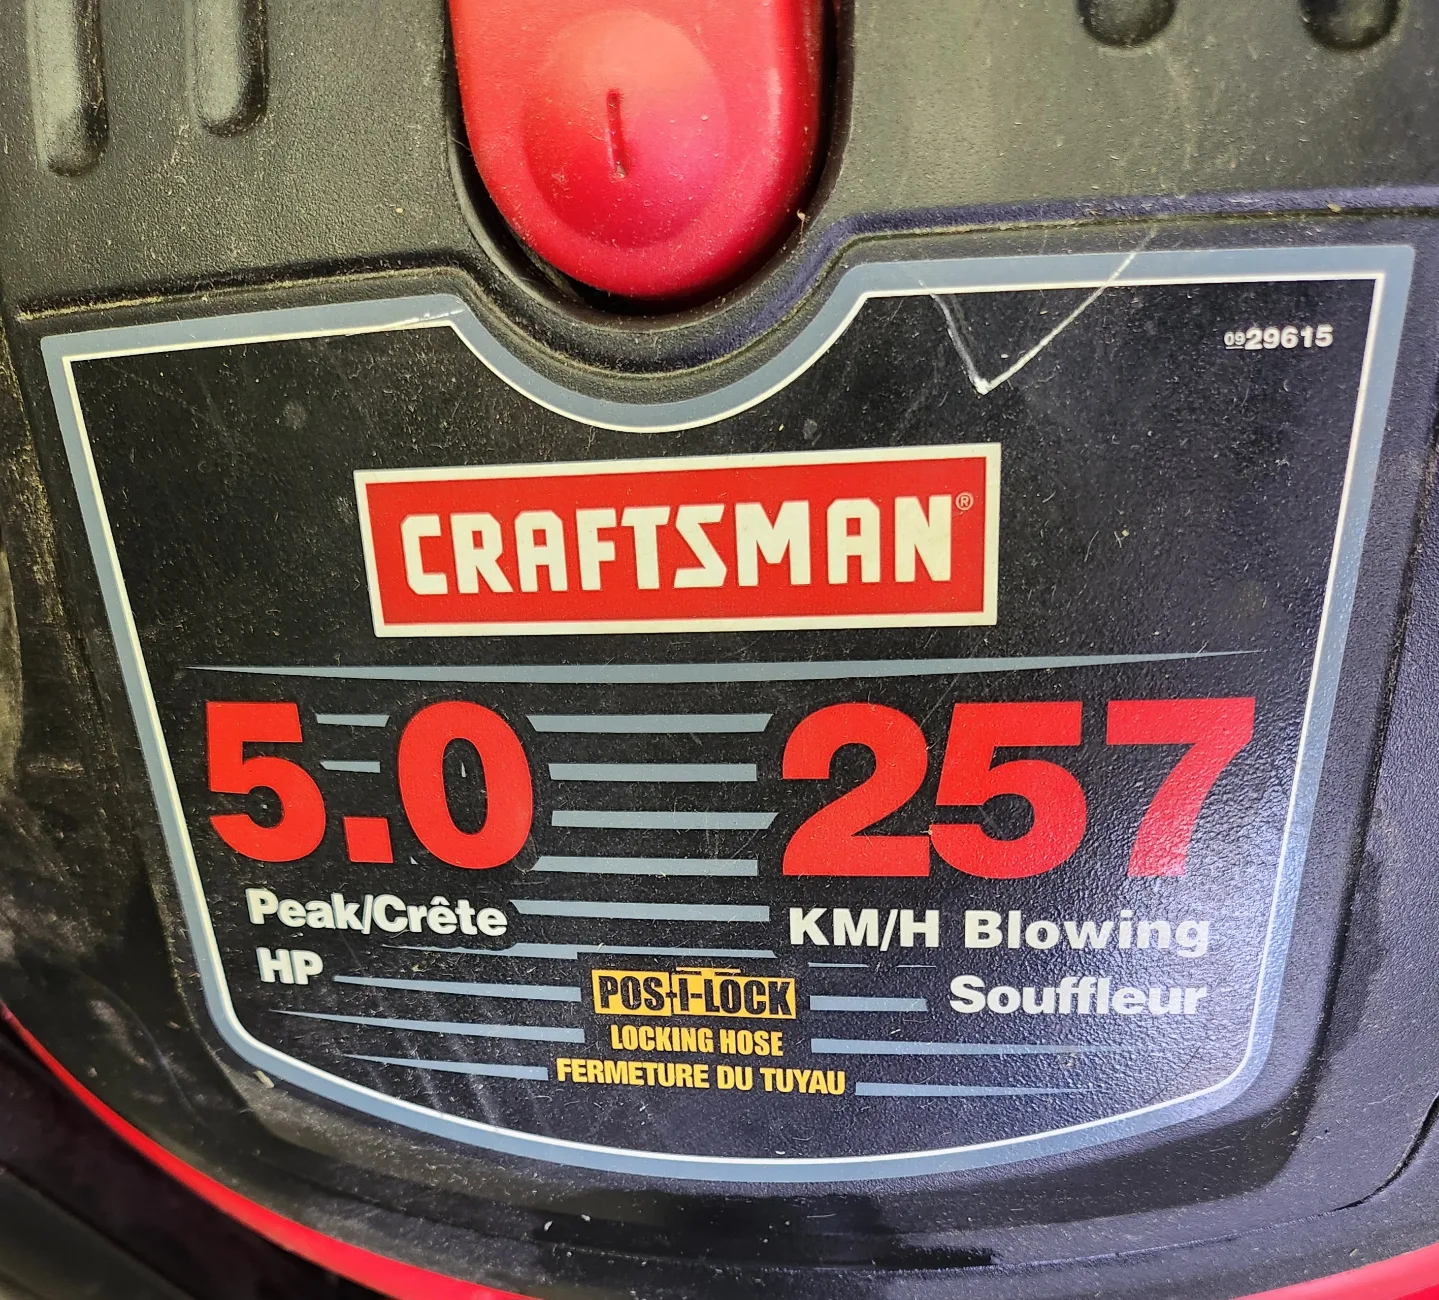 0929615
CRAFTSMAN®
5.0
Peak/Crête
HP
257
KM/H Blowing
Souffleur
POS-I-LOCK
LOCKING HOSE
FERMETURE DU TUYAU